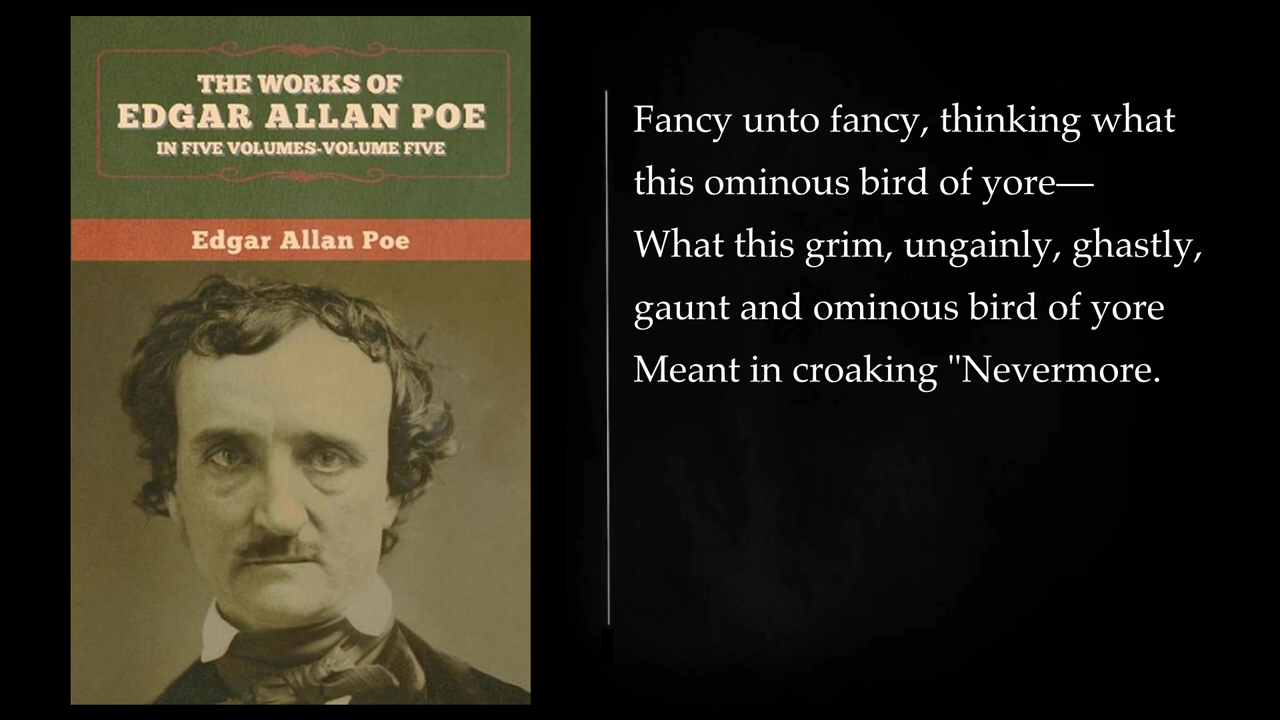 THE WORKS OF
EDGAR ALLAN POE
IN FIVE VOLUMES-VOLUME FIVE
Edgar Allan Poe
Fancy unto fancy, thinking what
this ominous bird of yore—
What this grim, ungainly, ghastly,
gaunt and ominous bird of yore
Meant in croaking "Nevermore.